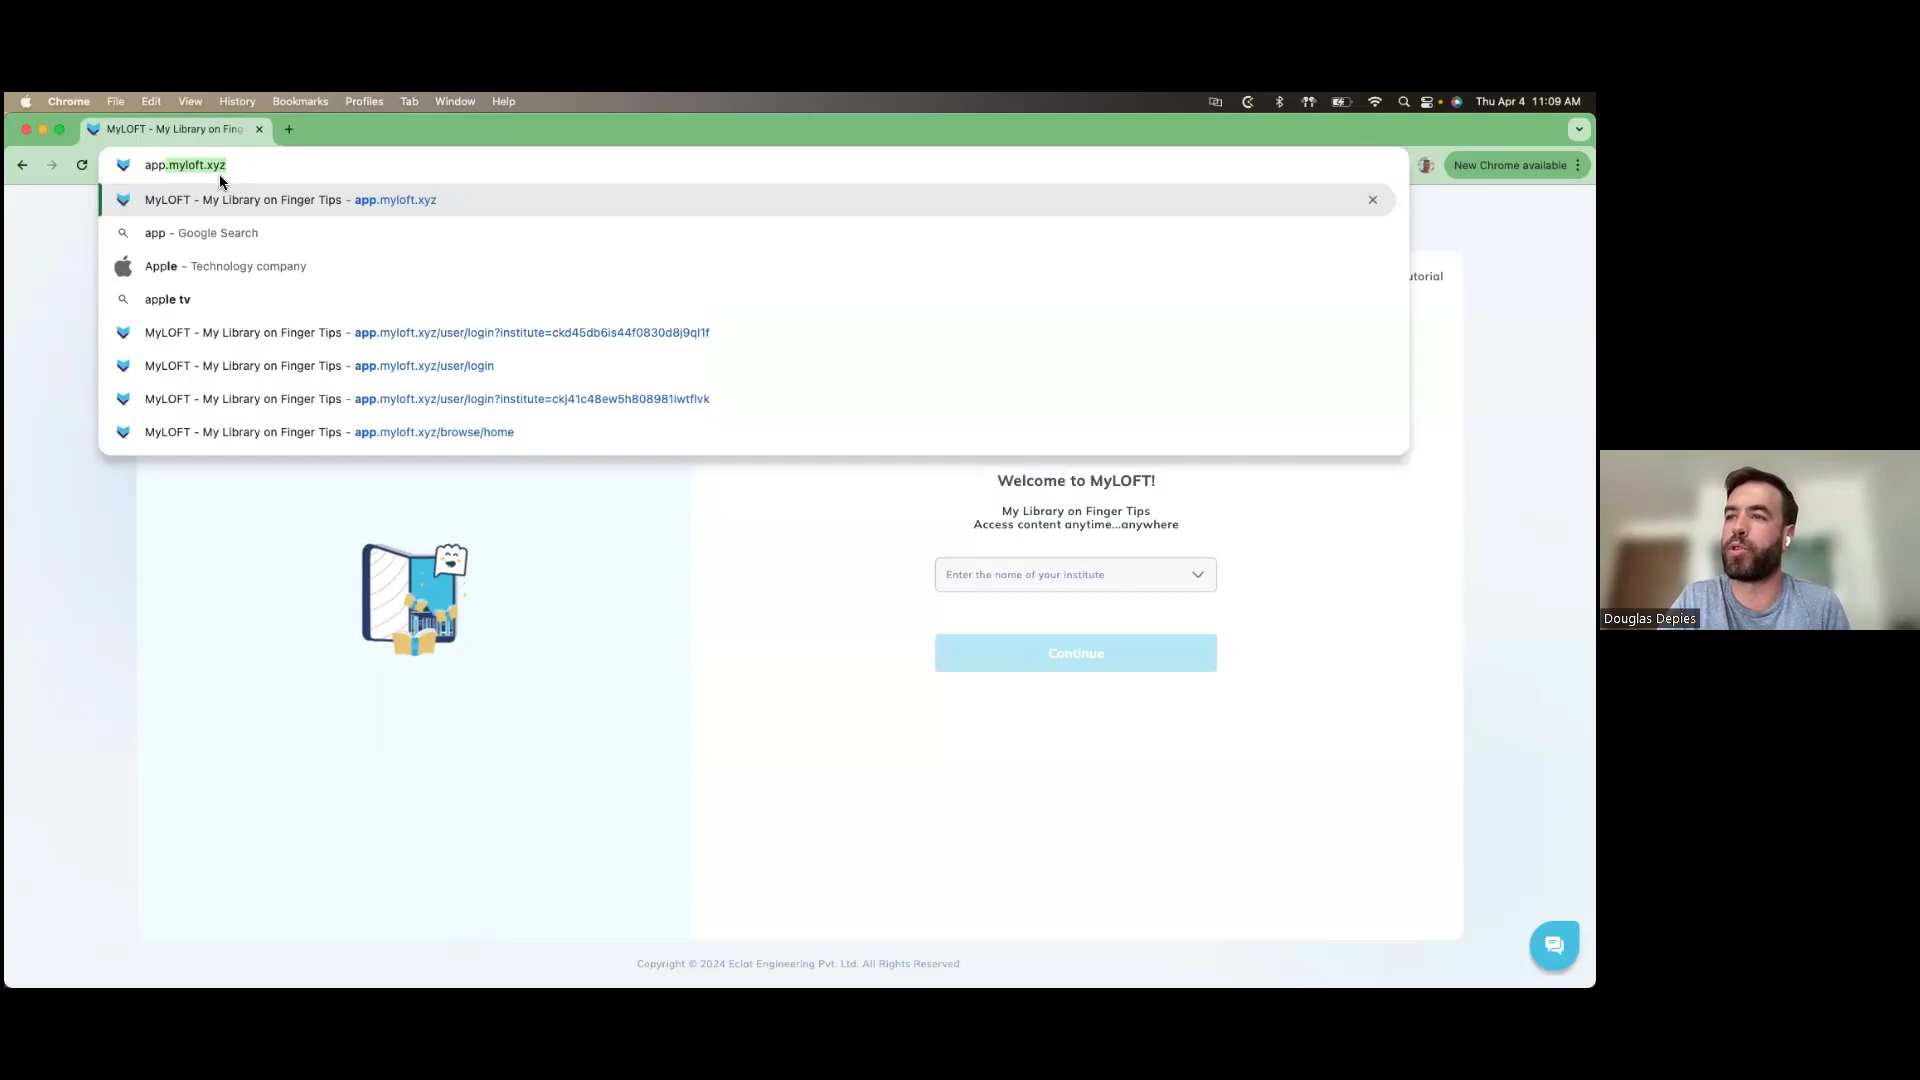 Chrome File Edit View History Bookmarks Profiles Tab Window Help Thu Apr 4 11:09 AM
MyLOFT - My Library on Fing
app.myloft.xyz New Chrome available
MyLOFT - My Library on Finger Tips - app.myloft.xyz
app - Google Search
Apple - Technology company
utorial
apple tv
MyLOFT - My Library on Finger Tips - app.myloft.xyz/user/login?institute=ckd45db6is44f0830d8j9ql1f
MyLOFT - My Library on Finger Tips - app.myloft.xyz/user/login
MyLOFT - My Library on Finger Tips - app.myloft.xyz/user/login?institute=ckj41c48ew5h808981iwtflvk
MyLOFT - My Library on Finger Tips - app.myloft.xyz/browse/home
Welcome to MyLOFT!
My Library on Finger Tips
Access content anytime...anywhere
Enter the name of your institute
Continue
Douglas Depies
Copyright © 2024 Eclat Engineering Pvt. Ltd. All Rights Reserved